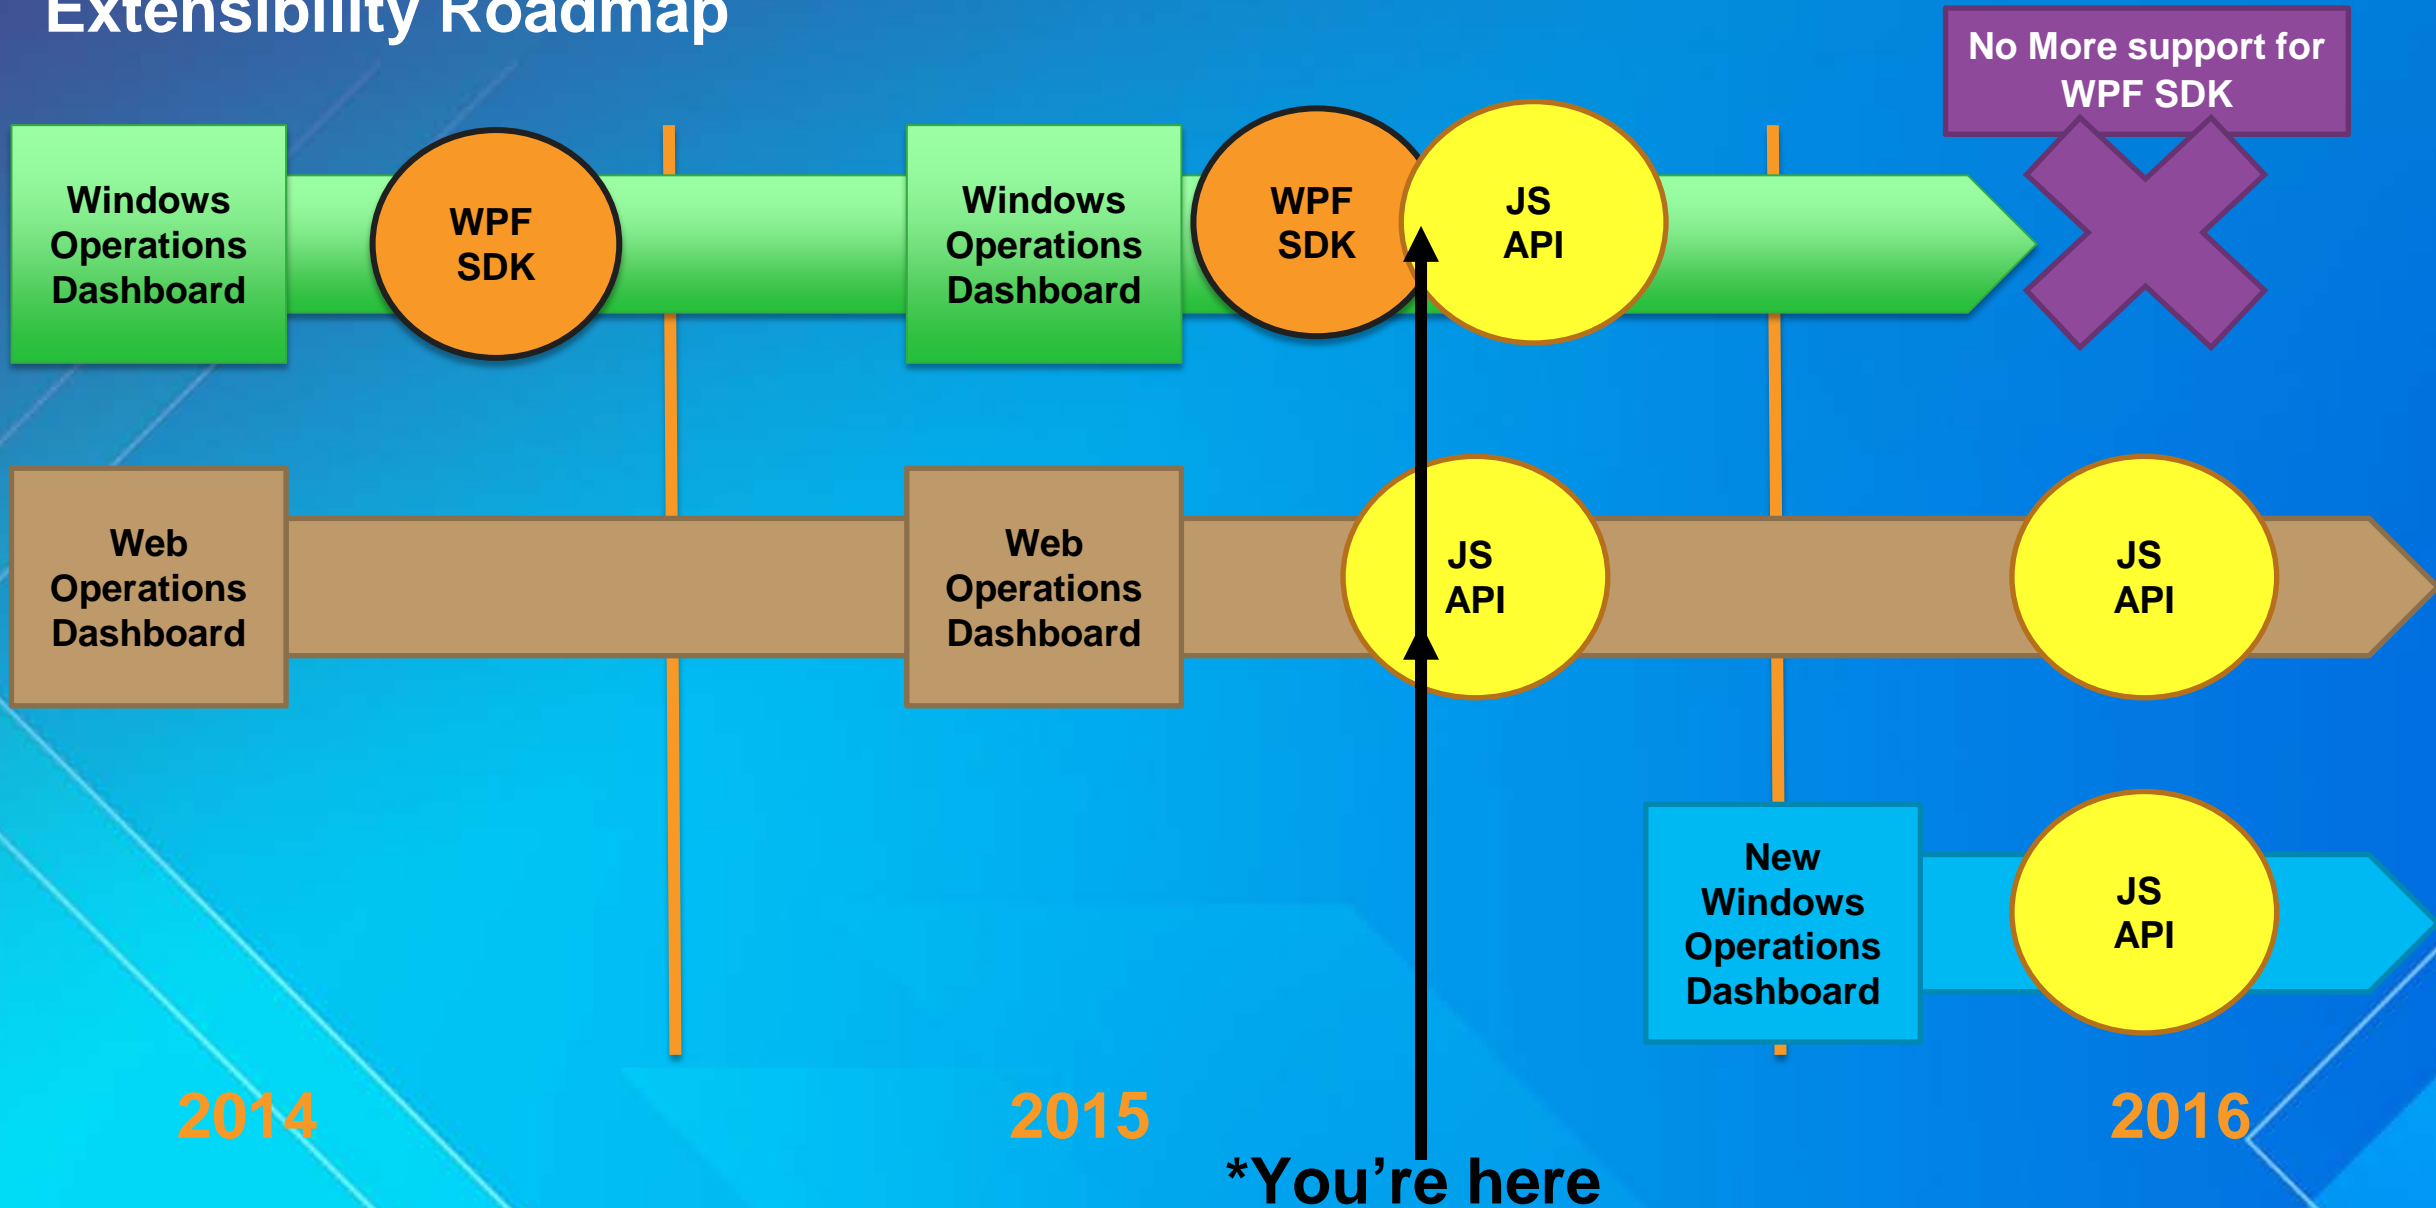 Extensibility Roadmap
No More support for
WPF SDK
Windows
Operations
Dashboard
WPF
SDK
Windows
Operations
Dashboard
WPF
SDK
JS
API
Web
Operations
Dashboard
Web
Operations
Dashboard
JS
API
JS
API
New
Windows
Operations
Dashboard
JS
API
2014
2015
2016
*You’re here